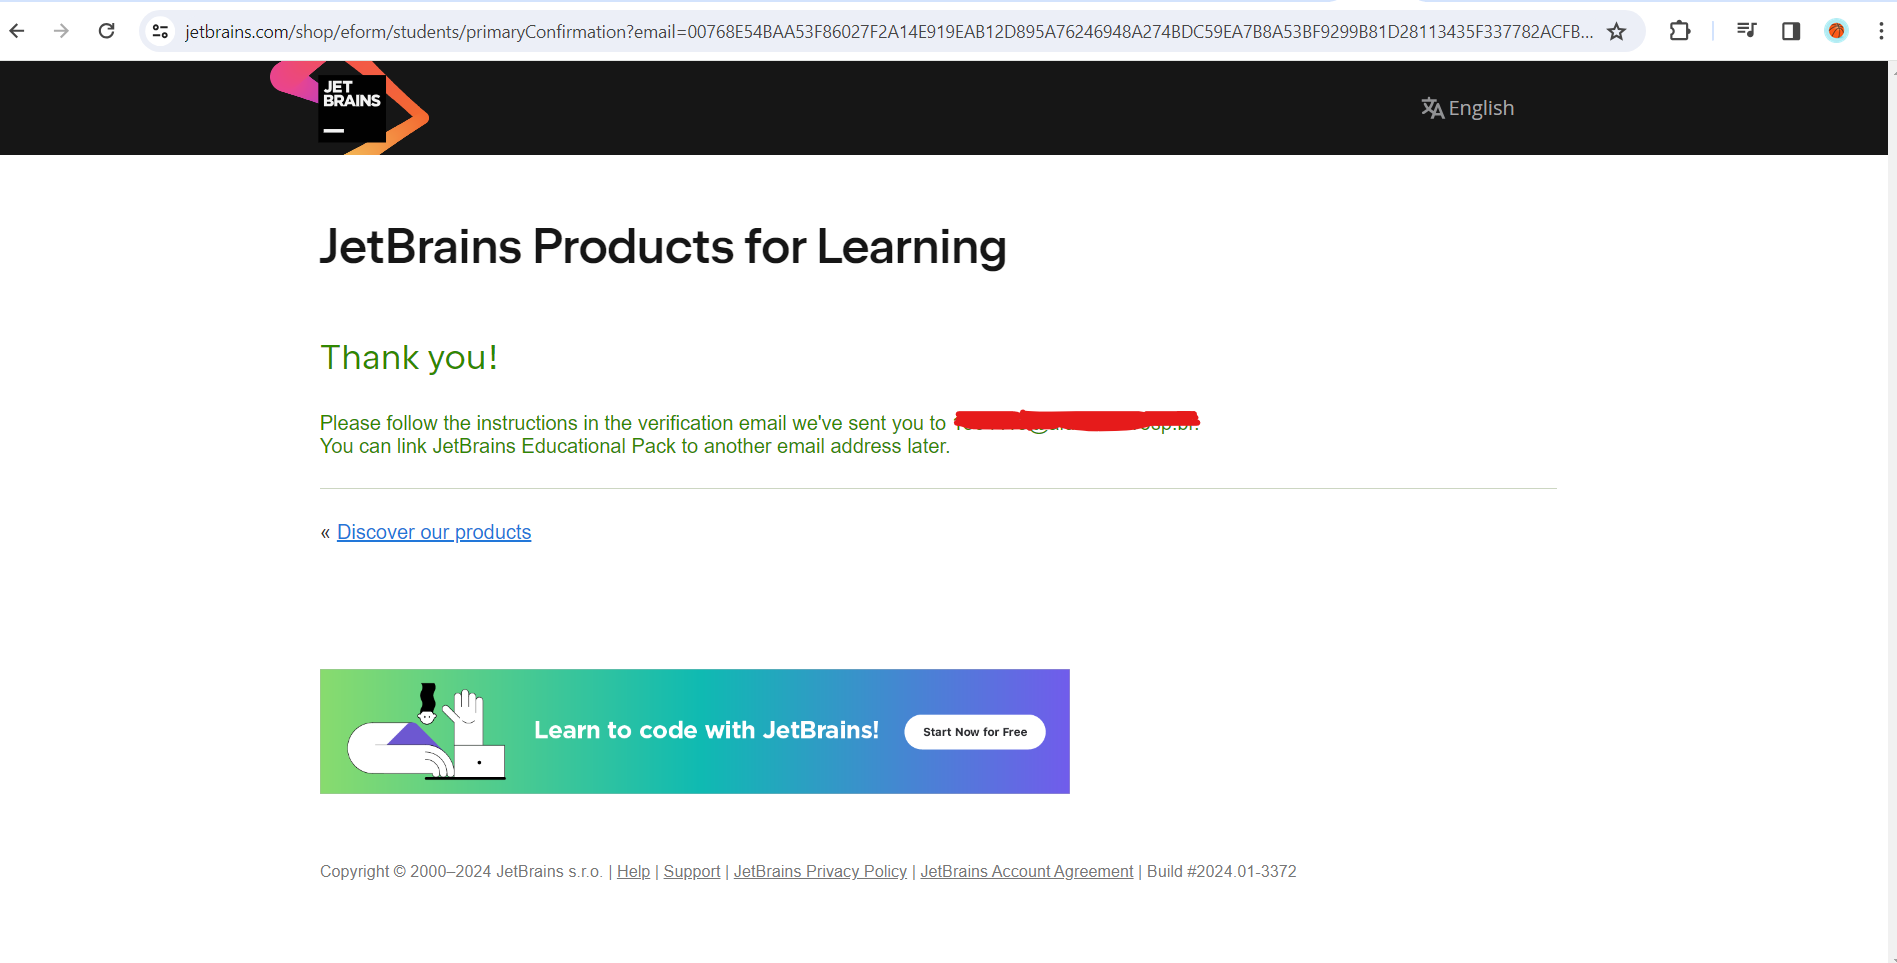 jetbrains.com/shop/eform/students/primaryConfirmation?email=00768E54BAA53F86027F2A14E919EAB12D895A76246948A274BDC59EA7B8A53BF9299B81D28113435F337782ACFB...
JET
BRAINS
English
JetBrains Products for Learning
Thank you!
Please follow the instructions in the verification email we've sent you to
You can link JetBrains Educational Pack to another email address later.
« Discover our products
Learn to code with JetBrains!
Start Now for Free
Copyright © 2000–2024 JetBrains s.r.o. | Help | Support | JetBrains Privacy Policy | JetBrains Account Agreement | Build #2024.01-3372